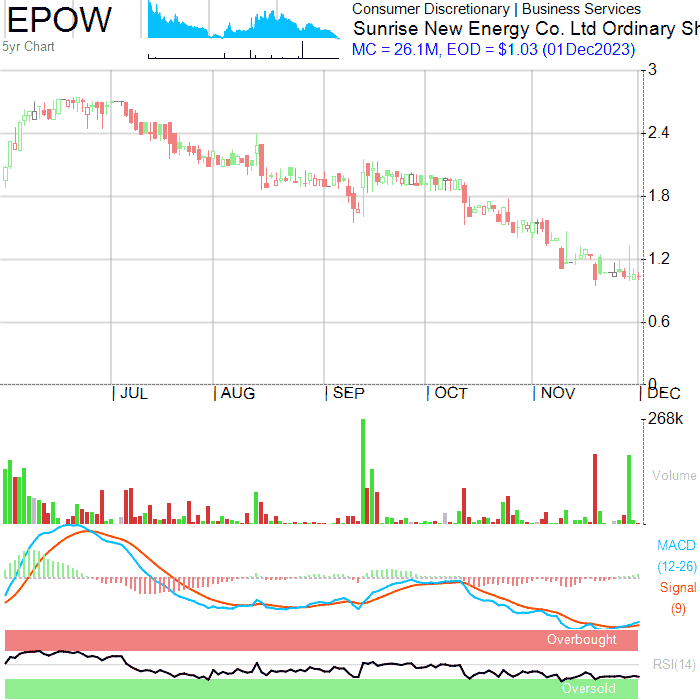 EPOW
5yr Chart
Consumer Discretionary | Business Services
Sunrise New Energy Co. Ltd Ordinary Sh
MC = 26.1M, EOD = $1.03 (01Dec2023)
3
2.4
1.8
1.2
0.6
0
JUL AUG SEP OCT NOV DEC
268k
Volume
MACD
(12-26)
Signal
(9)
Overbought
RSI(14)
Oversold